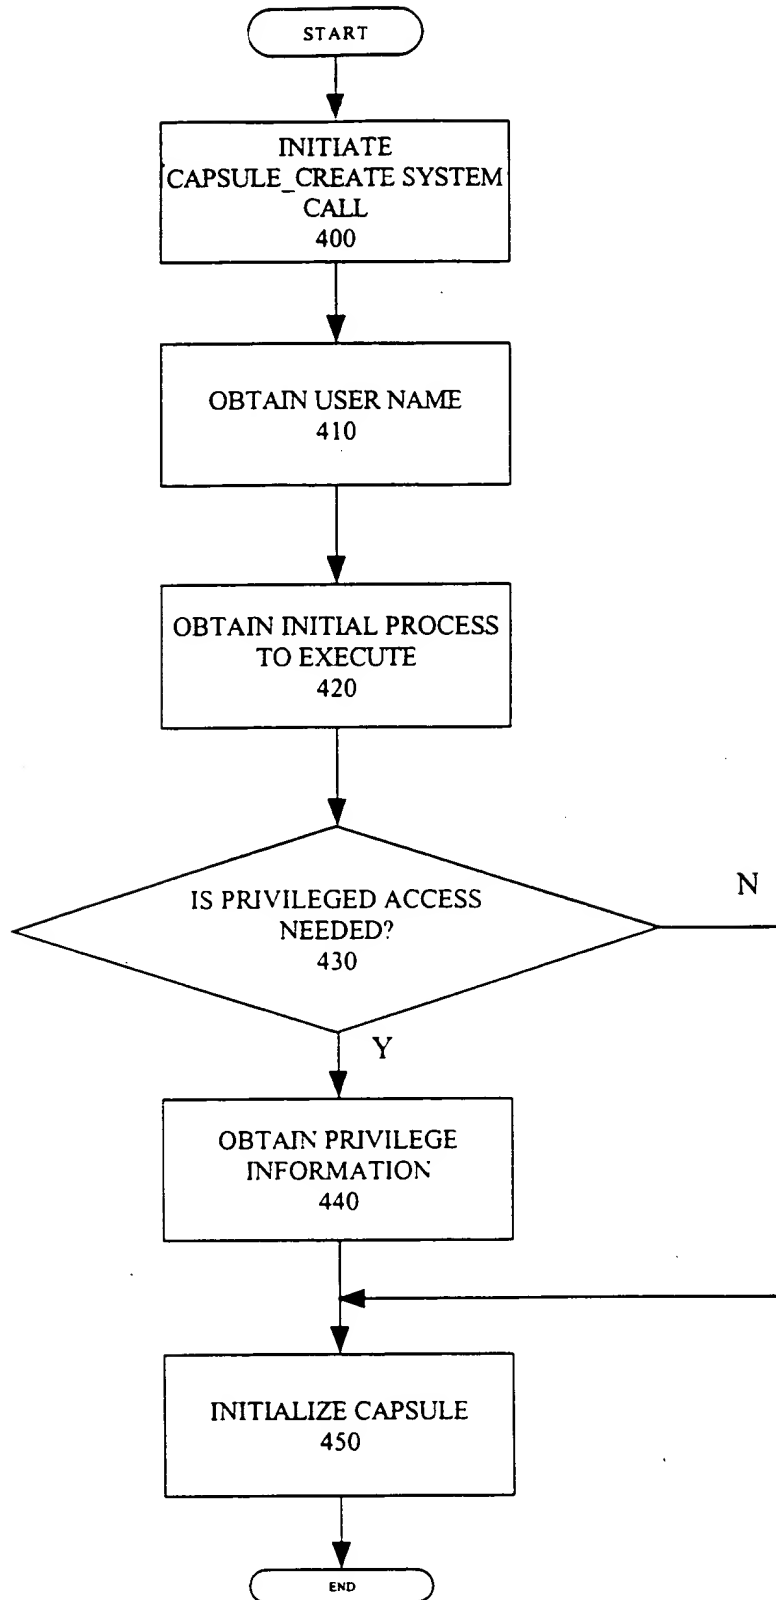 START
INITIATE
CAPSULE_CREATE SYSTEM
CALL
400
OBTAIN USER NAME
410
OBTAIN INITIAL PROCESS
TO EXECUTE
420
IS PRIVILEGED ACCESS
NEEDED?
430
N
Y
OBTAIN PRIVILEGE
INFORMATION
440
INITIALIZE CAPSULE
450
END